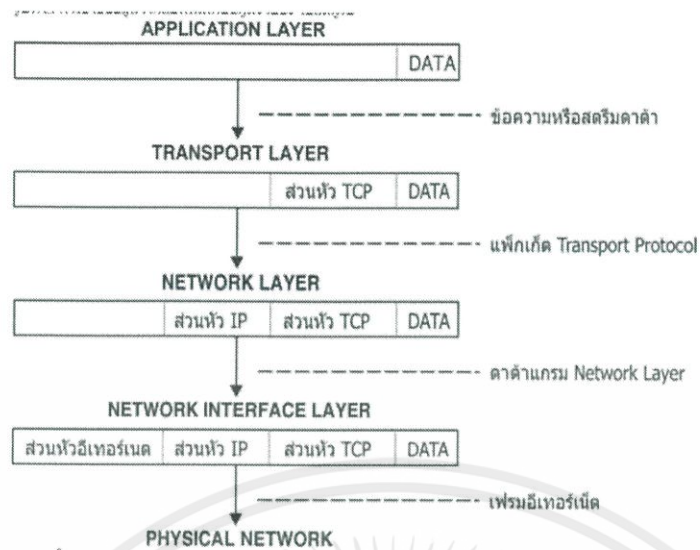 APPLICATION LAYER
DATA
ข้อความหรือสตรีมดาต้า
TRANSPORT LAYER
ส่วนหัว TCP DATA
แพ็กเก็ต Transport Protocol
NETWORK LAYER
ส่วนหัว IP ส่วนหัว TCP DATA
ดาต้าแกรม Network Layer
NETWORK INTERFACE LAYER
ส่วนหัวอีเทอร์เนต ส่วนหัว IP ส่วนหัว TCP DATA
เฟรมอีเทอร์เน็ต
PHYSICAL NETWORK